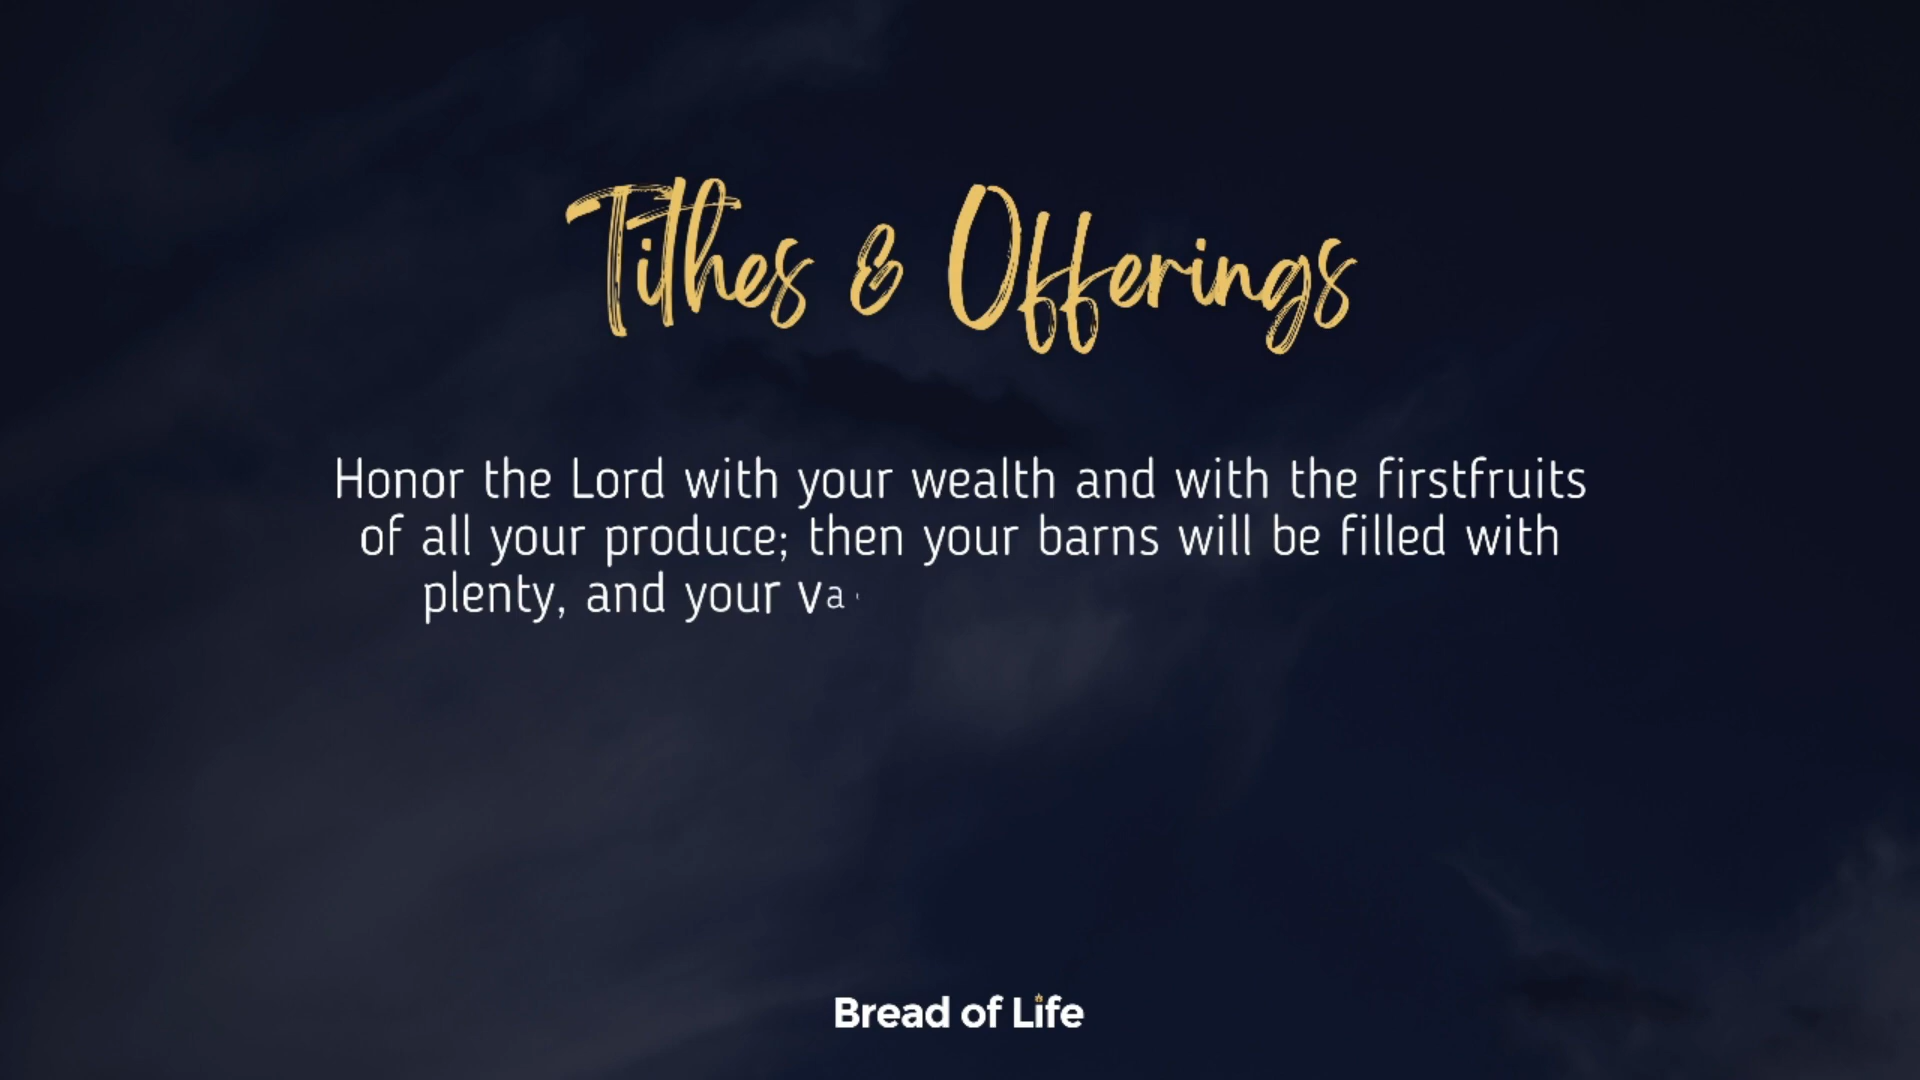 Tithes & Offerings
Honor the Lord with your wealth and with the firstfruits
of all your produce; then your barns will be filled with
plenty, and your va
Bread of Life